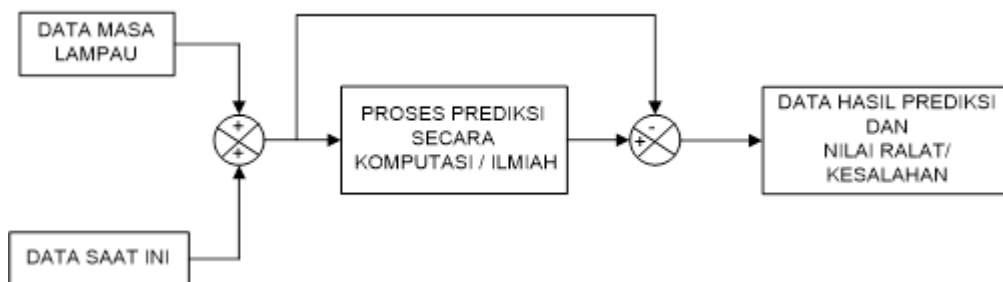 DATA MASA
LAMPAU
+
+
DATA SAAT INI
PROSES PREDIKSI
SECARA
KOMPUTASI / ILMIAH
-
+
DATA HASIL PREDIKSI
DAN
NILAI RALAT/
KESALAHAN